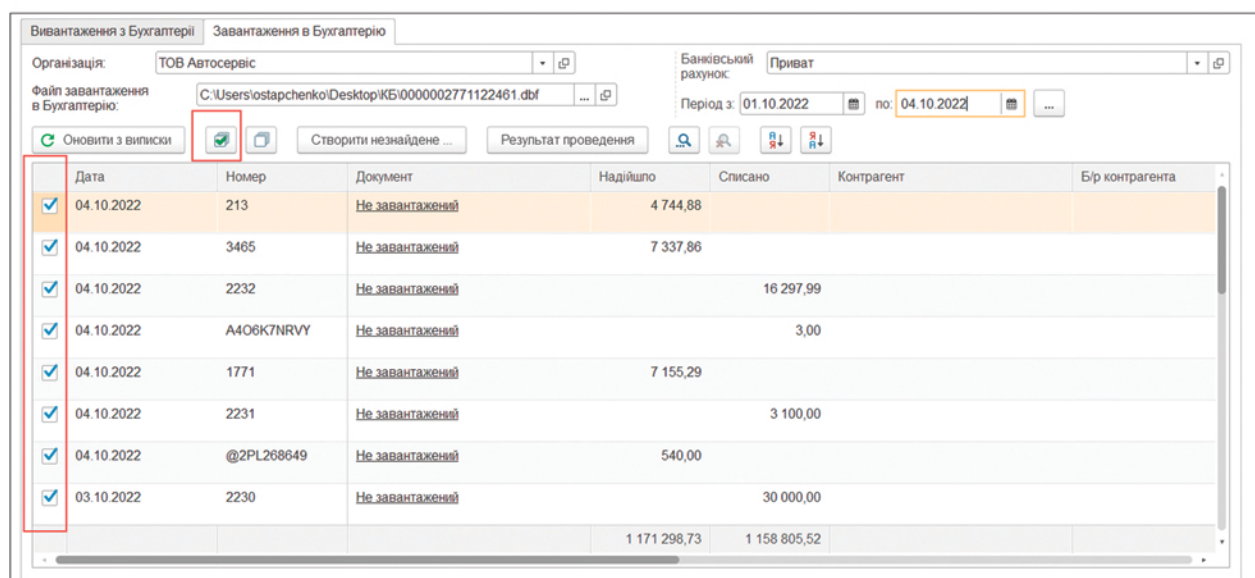 Вивантаження з Бухгалтерії Завантаження в Бухгалтерію
Організація: ТОВ Автосервіс Банківський рахунок: Приват
Файл завантаження в Бухгалтерію: C:\Users\ostapchenko\Desktop\КБ\0000002771122461.dbf ... Період з: 01.10.2022 по: 04.10.2022 ...
Оновити з виписки Створити незнайдене ... Результат проведення
Дата Номер Документ Надійшло Списано Контрагент Б/р контрагента
04.10.2022 213 Не завантажений 4 744,88
04.10.2022 3465 Не завантажений 7 337,86
04.10.2022 2232 Не завантажений 16 297,99
04.10.2022 A4O6K7NRVY Не завантажений 3,00
04.10.2022 1771 Не завантажений 7 155,29
04.10.2022 2231 Не завантажений 3 100,00
04.10.2022 @2PL268649 Не завантажений 540,00
03.10.2022 2230 Не завантажений 30 000,00
1 171 298,73 1 158 805,52